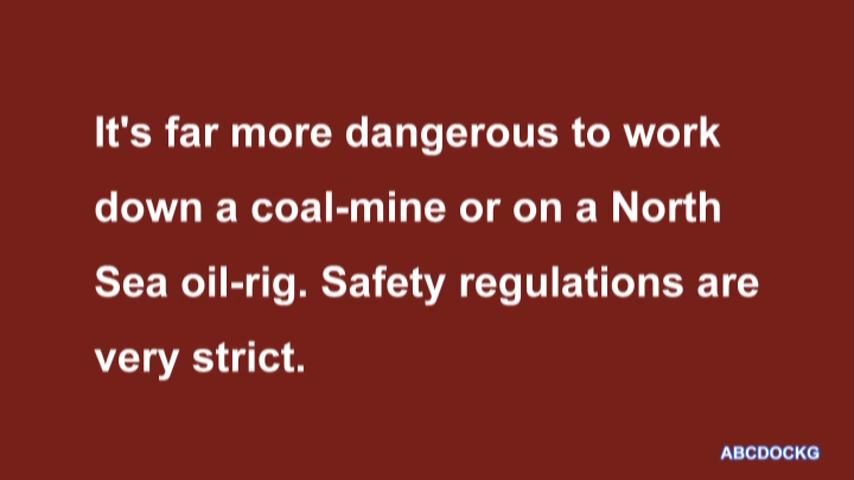 It's far more dangerous to work
down a coal-mine or on a North
Sea oil-rig. Safety regulations are
very strict.
ABCDOCKG